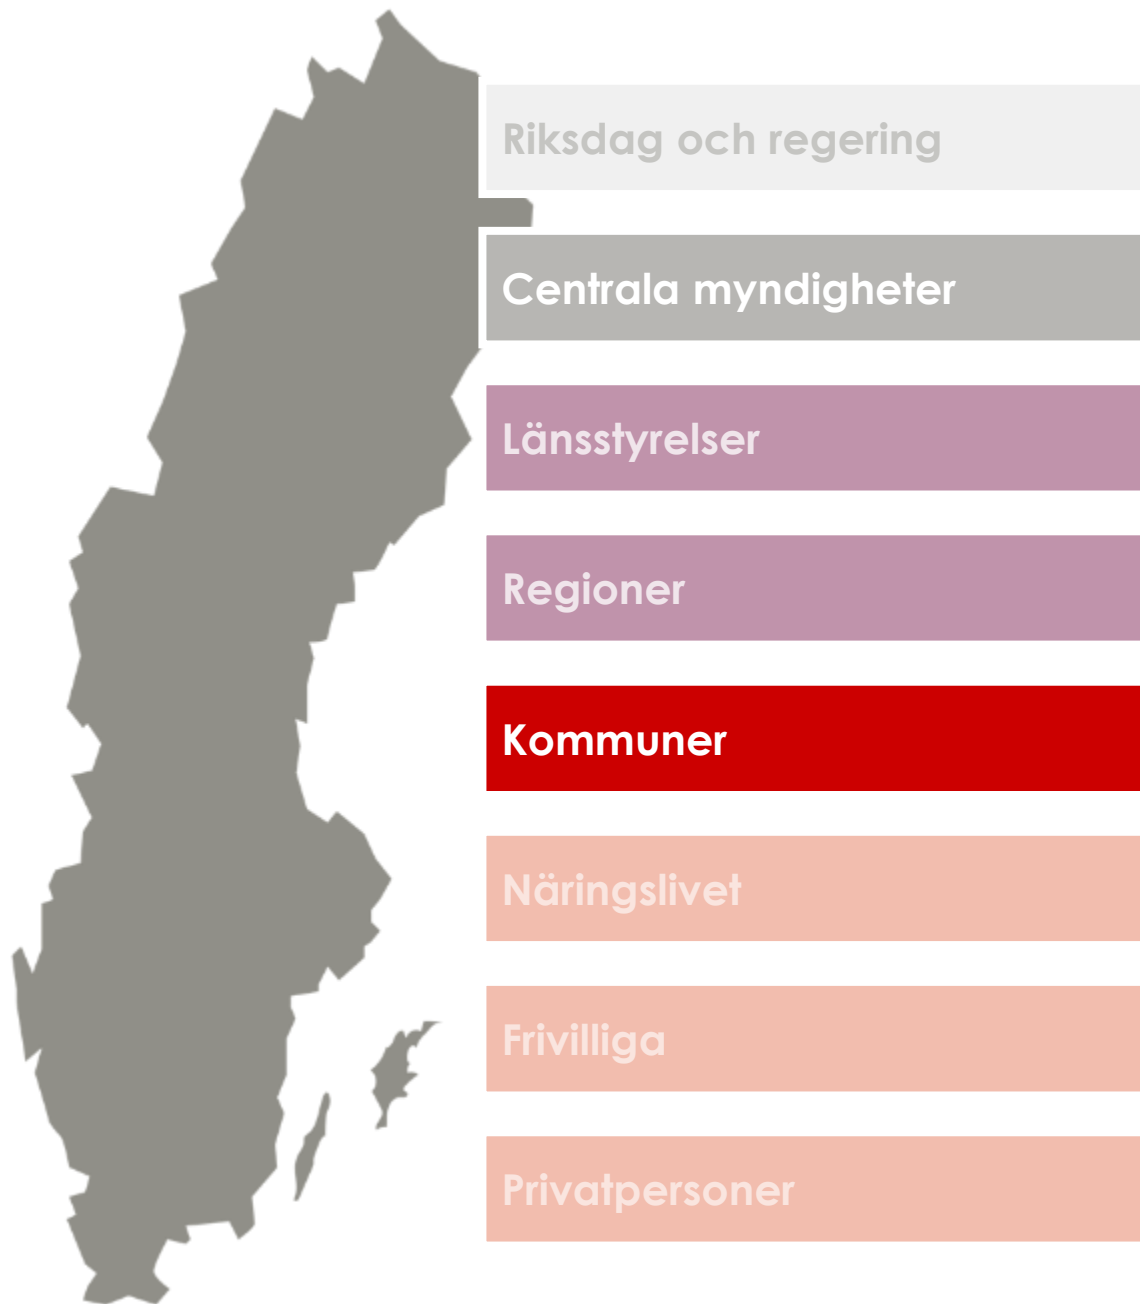 Riksdag och regering
Centrala myndigheter
Länsstyrelser
Regioner
Kommuner
Näringslivet
Frivilliga
Privatpersoner